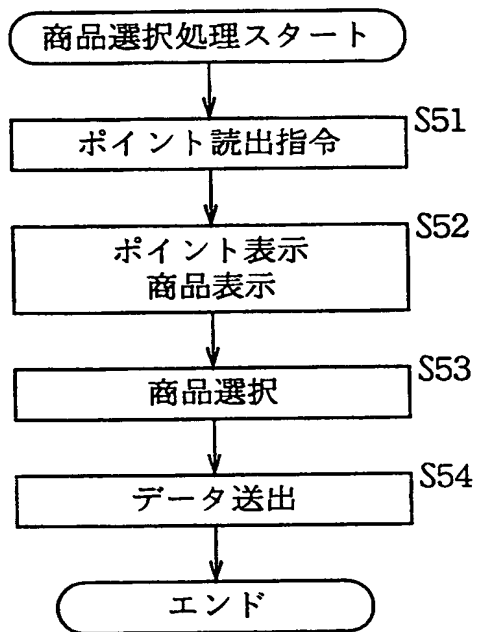 商品選択処理スタート
S51
ポイント読出指令
S52
ポイント表示
商品表示
S53
商品選択
S54
データ送出
エンド